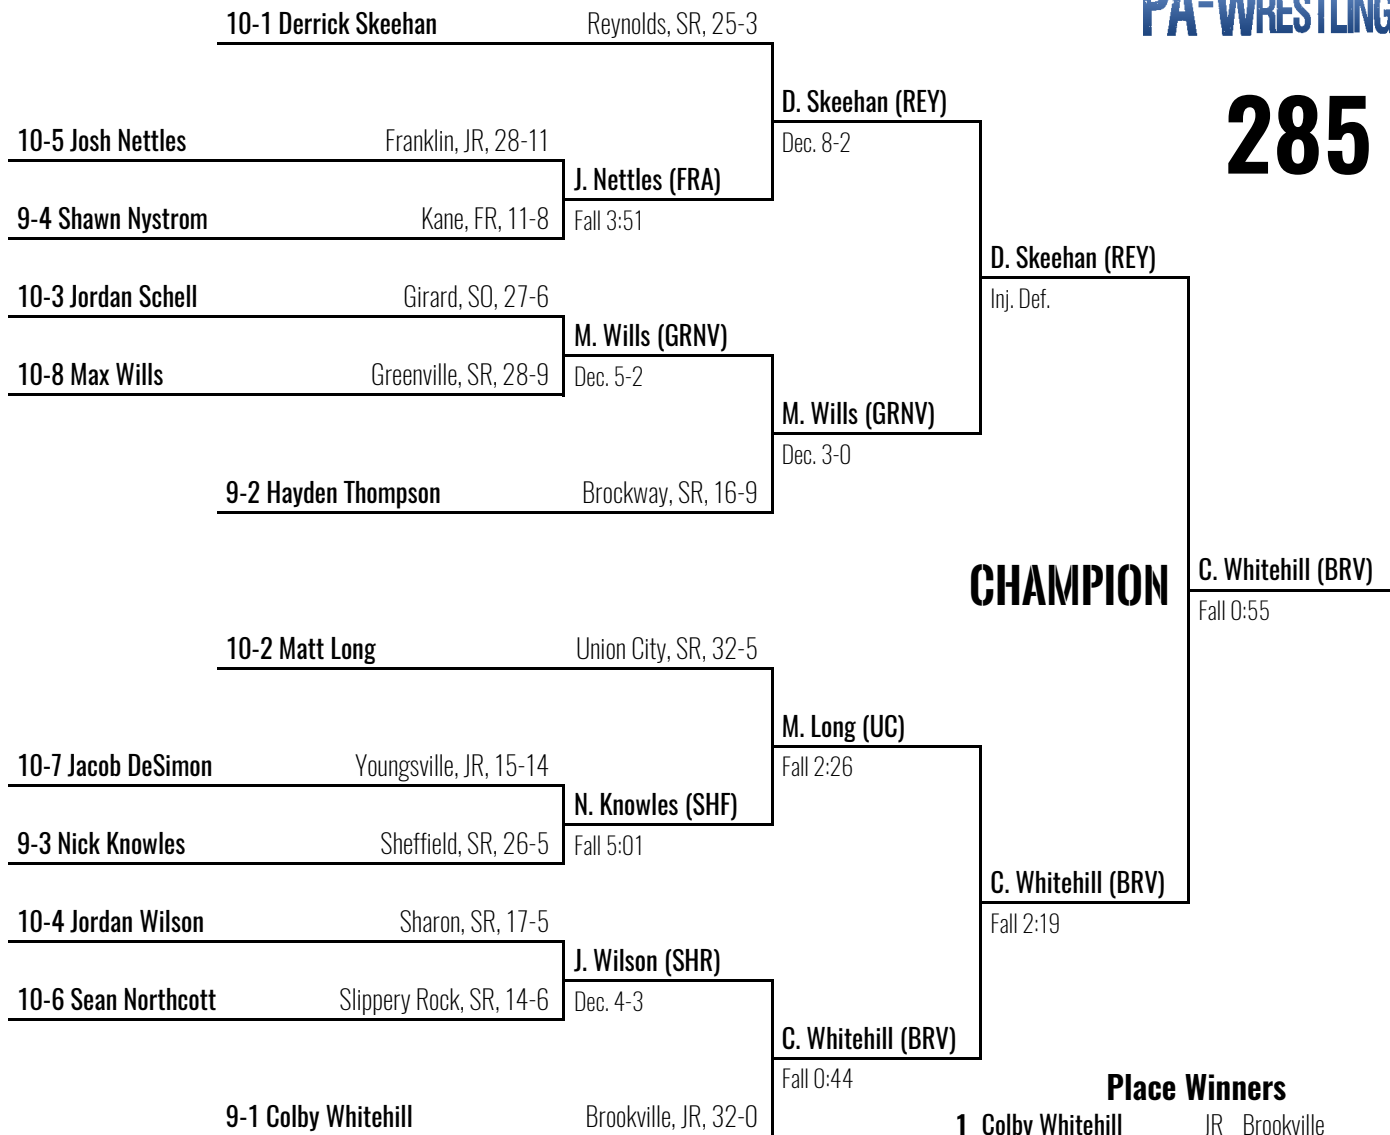 PA-WRESTLING
285
10-1 Derrick Skeehan Reynolds, SR, 25-3
D. Skeehan (REY)
Dec. 8-2
10-5 Josh Nettles Franklin, JR, 28-11
J. Nettles (FRA)
Fall 3:51
9-4 Shawn Nystrom Kane, FR, 11-8
D. Skeehan (REY)
Inj. Def.
10-3 Jordan Schell Girard, SO, 27-6
M. Wills (GRNV)
Dec. 5-2
10-8 Max Wills Greenville, SR, 28-9
M. Wills (GRNV)
Dec. 3-0
9-2 Hayden Thompson Brockway, SR, 16-9
CHAMPION
C. Whitehill (BRV)
Fall 0:55
10-2 Matt Long Union City, SR, 32-5
M. Long (UC)
Fall 2:26
10-7 Jacob DeSimon Youngsville, JR, 15-14
N. Knowles (SHF)
Fall 5:01
9-3 Nick Knowles Sheffield, SR, 26-5
C. Whitehill (BRV)
Fall 2:19
10-4 Jordan Wilson Sharon, SR, 17-5
J. Wilson (SHR)
Dec. 4-3
10-6 Sean Northcott Slippery Rock, SR, 14-6
C. Whitehill (BRV)
Fall 0:44
9-1 Colby Whitehill Brookville, JR, 32-0
Place Winners
1 Colby Whitehill JR Brookville